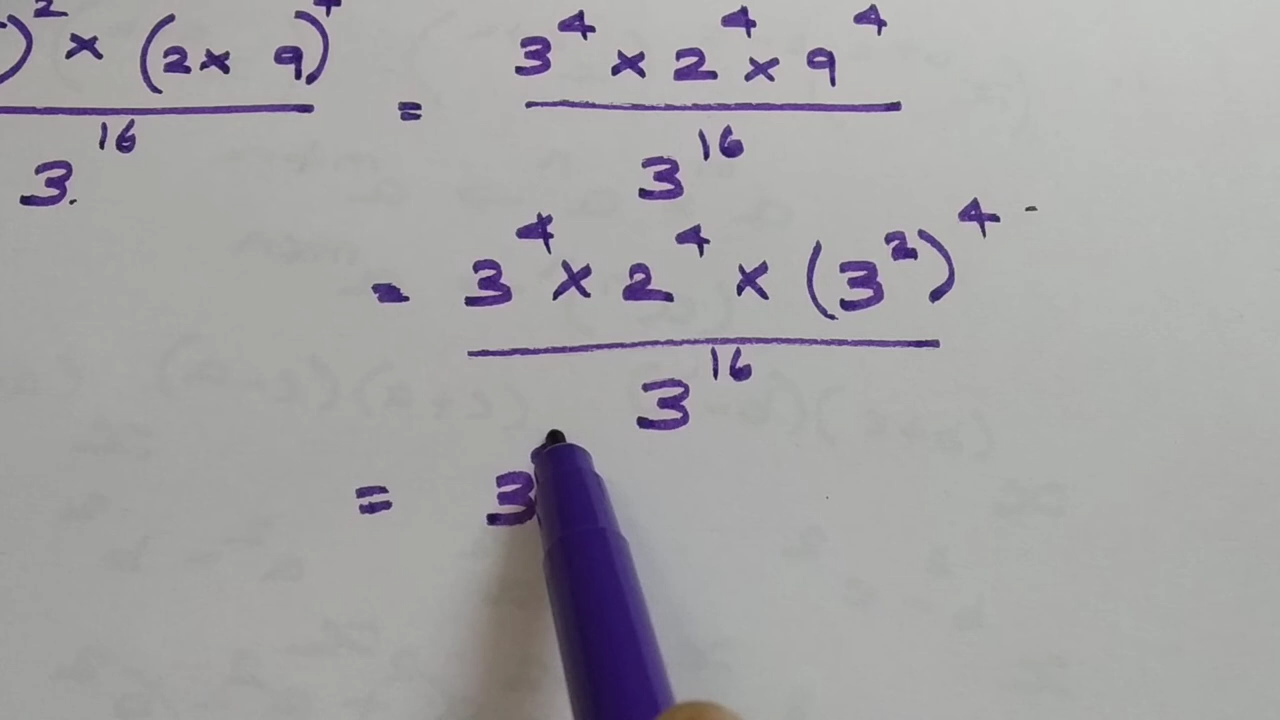 )² × (2 × 9)⁴ / 3¹⁶ = 3⁴ × 2⁴ × 9⁴ / 3¹⁶
= 3⁴ × 2⁴ × (3²)⁴ / 3¹⁶
= 3